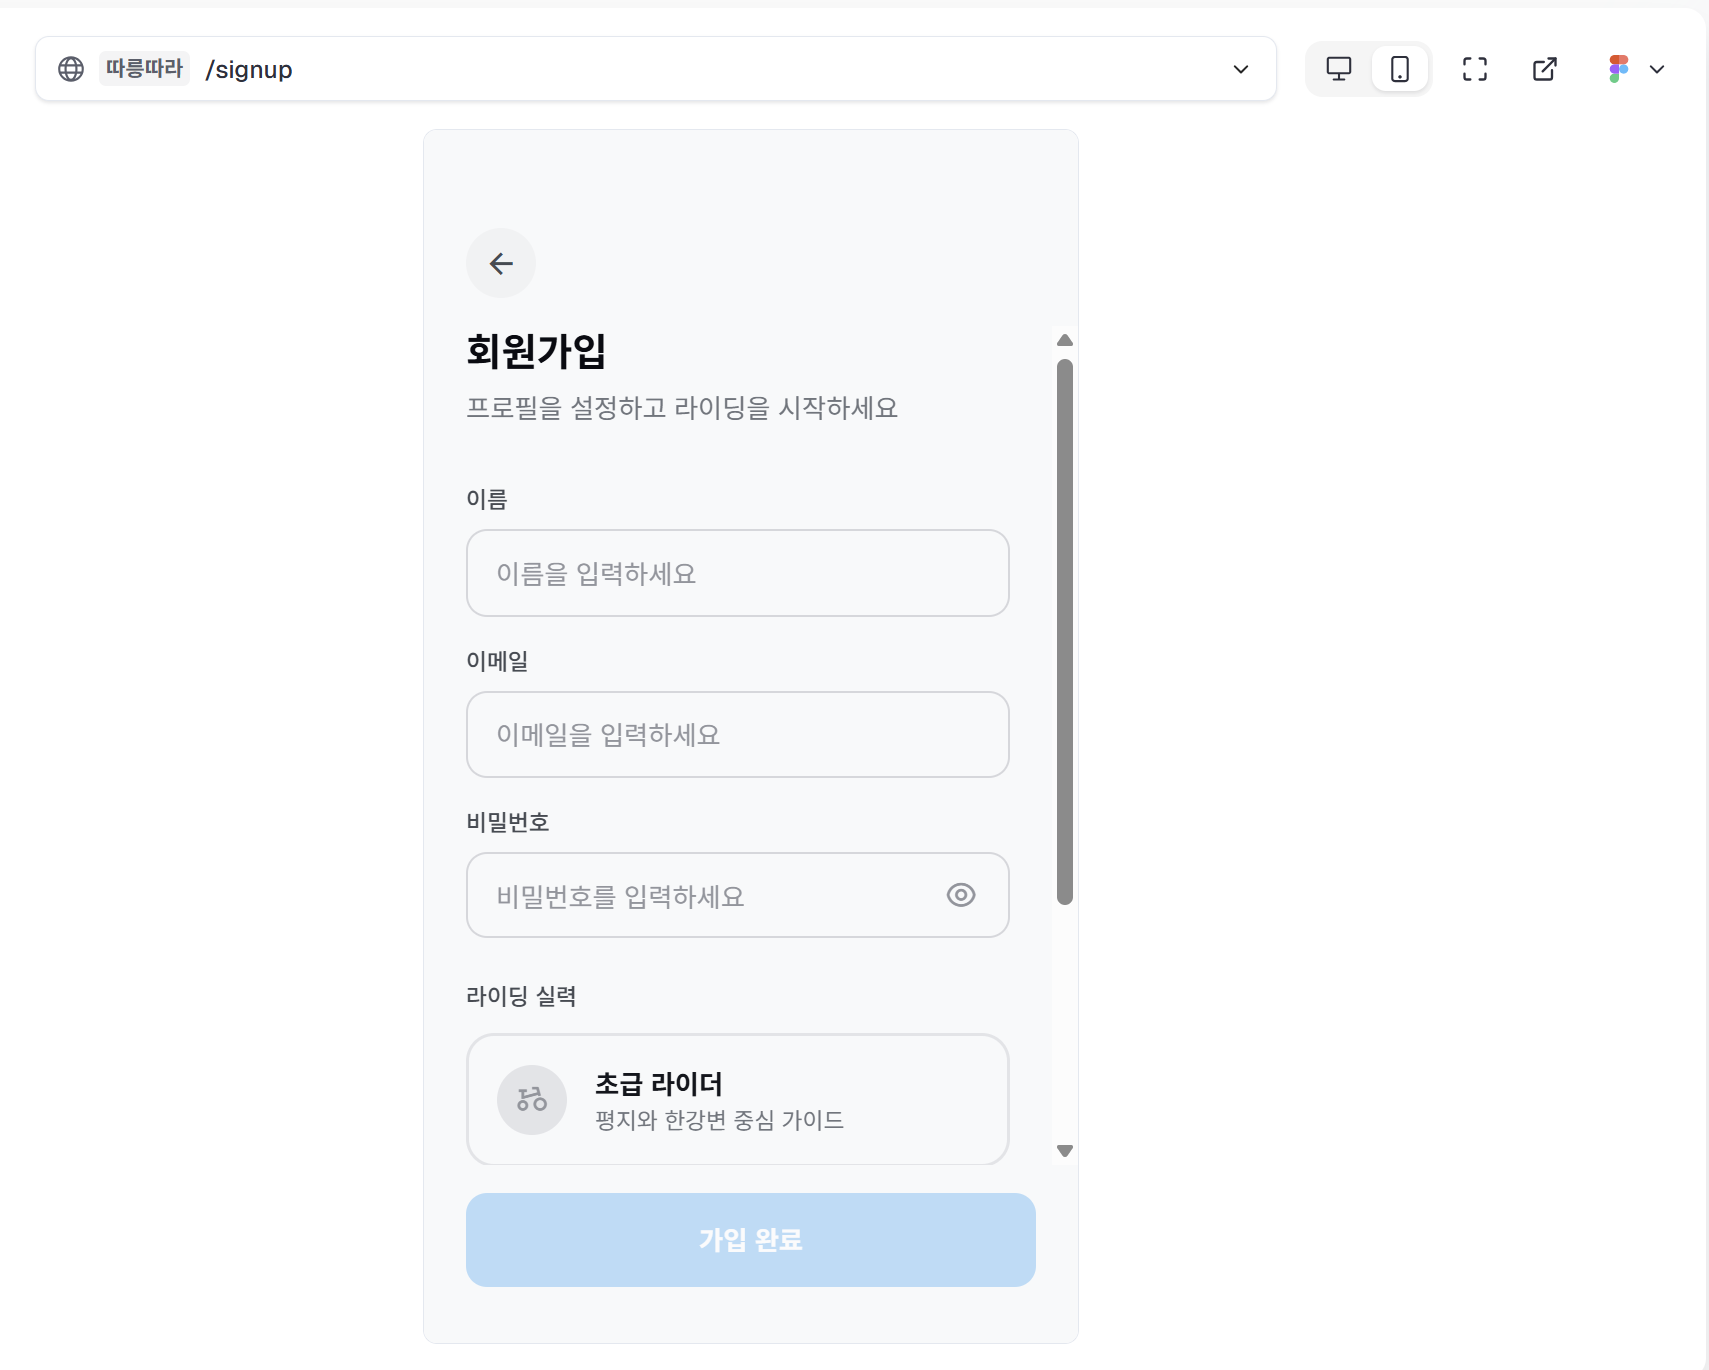 따릉따라 /signup
회원가입
프로필을 설정하고 라이딩을 시작하세요
이름
이름을 입력하세요
이메일
이메일을 입력하세요
비밀번호
비밀번호를 입력하세요
라이딩 실력
초급 라이더
평지와 한강변 중심 가이드
가입 완료